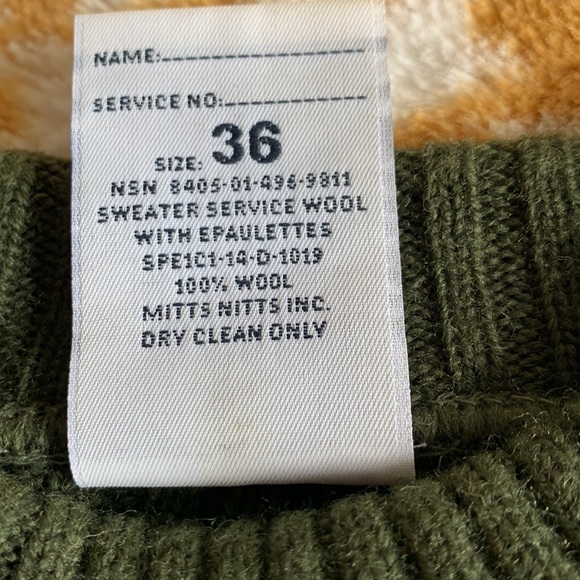 NAME:
SERVICE NO:
SIZE: 36
NSN 8405-01-496-9811
SWEATER SERVICE WOOL
WITH EPAULETTES
SPE1C1-14-D-1019
100% WOOL
MITTS NITTS INC.
DRY CLEAN ONLY